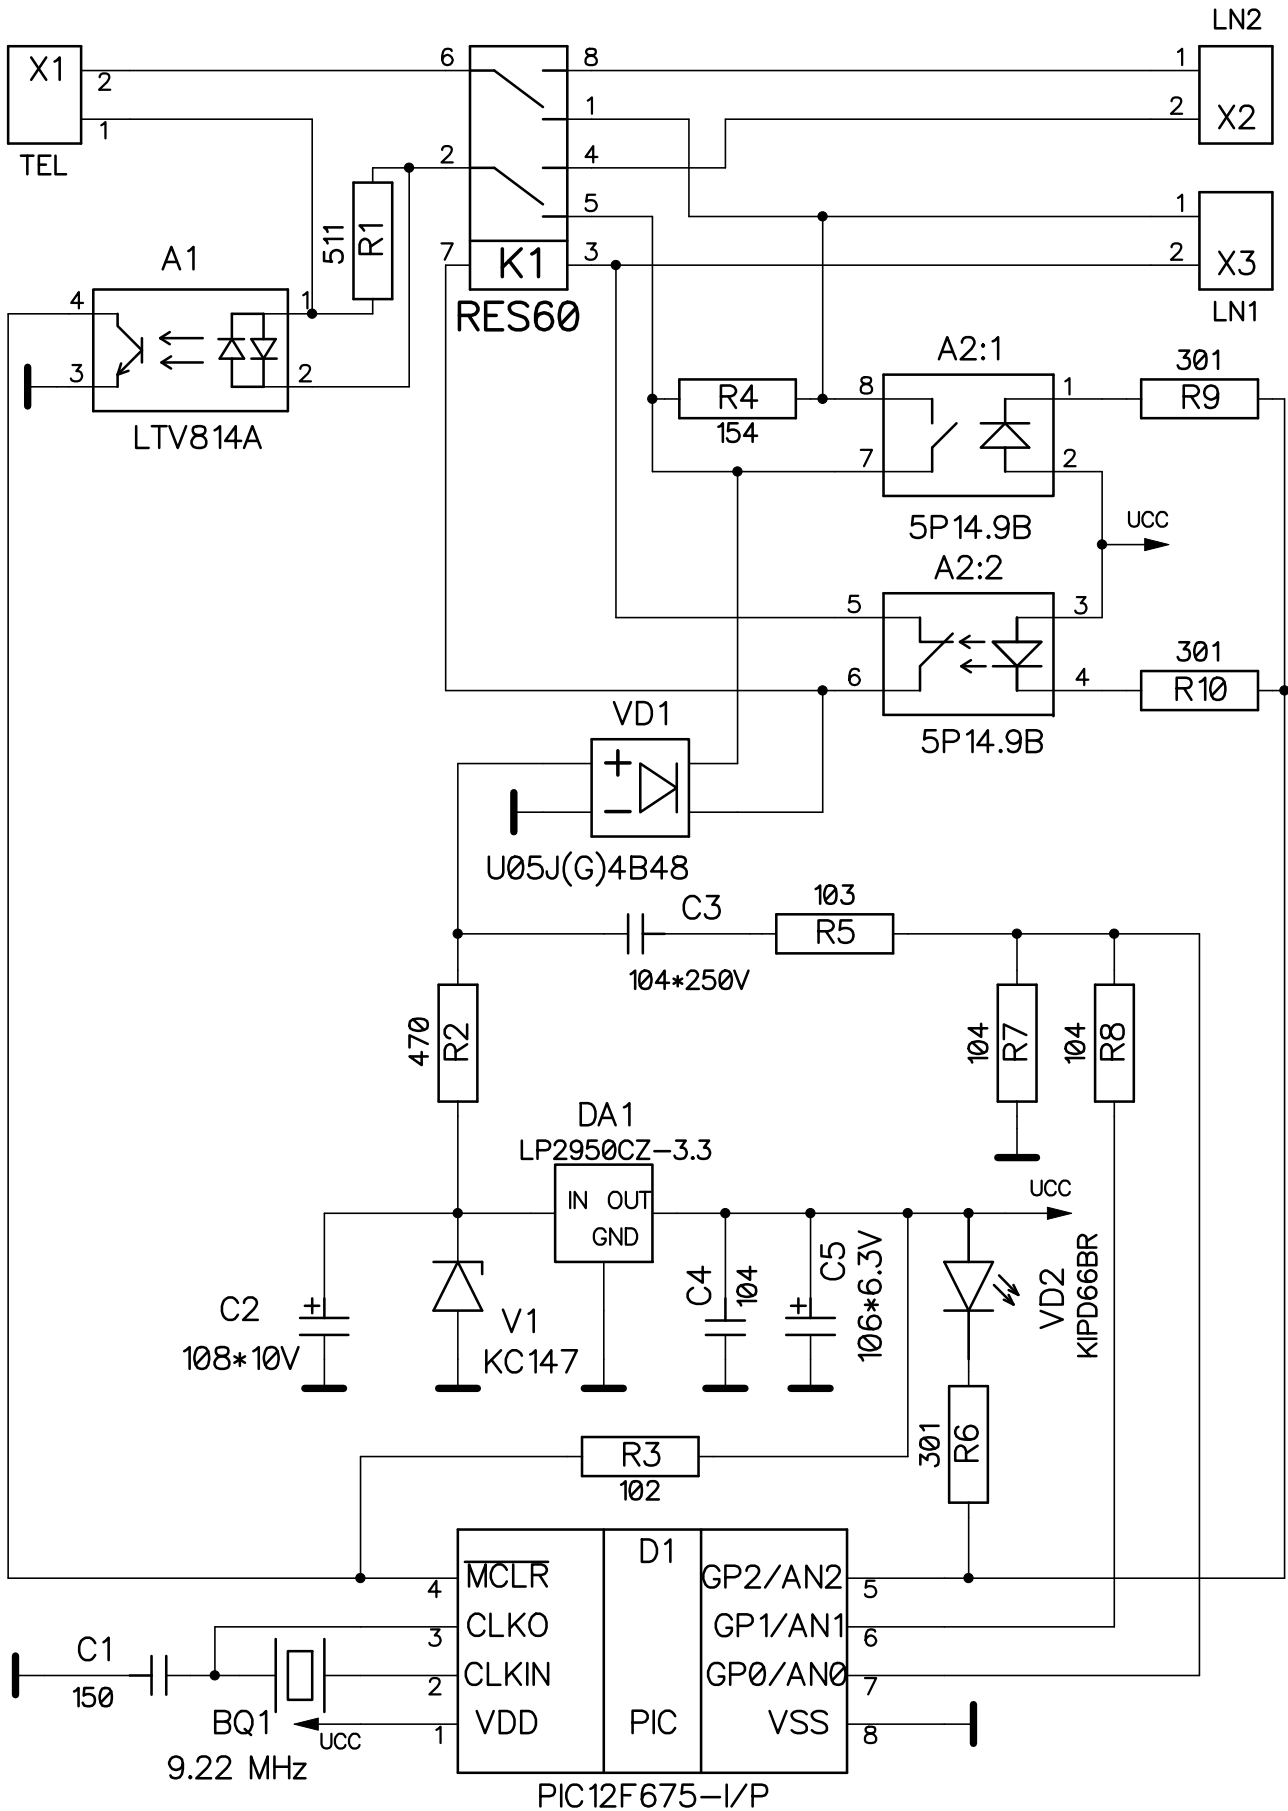 LN2
X1
2
6
8
1
1
1
2
X2
TEL
2
4
5
1
R1
511
A1
7
K1
3
2
X3
RES60
LN1
4
1
3
2
LTV814A
A2:1
301
R4
8
1
R9
154
7
2
5P14.9B
UCC
A2:2
5
3
301
6
4
R10
5P14.9B
VD1
+
−
U05J(G)4B48
C3
103
R5
104*250V
470
R2
104
R7
104
R8
DA1
LP2950CZ-3.3
IN OUT
GND
UCC
C2
+
108*10V
V1
KC147
C4
104
+
C5
106*6.3V
VD2
KIPD66BR
R3
102
301
R6
D1
4
MCLR
GP2/AN2
5
3
CLKO
GP1/AN1
6
C1
150
2
CLKIN
GP0/AN0
7
BQ1
UCC
1
VDD
PIC
VSS
8
9.22 MHz
PIC12F675-I/P